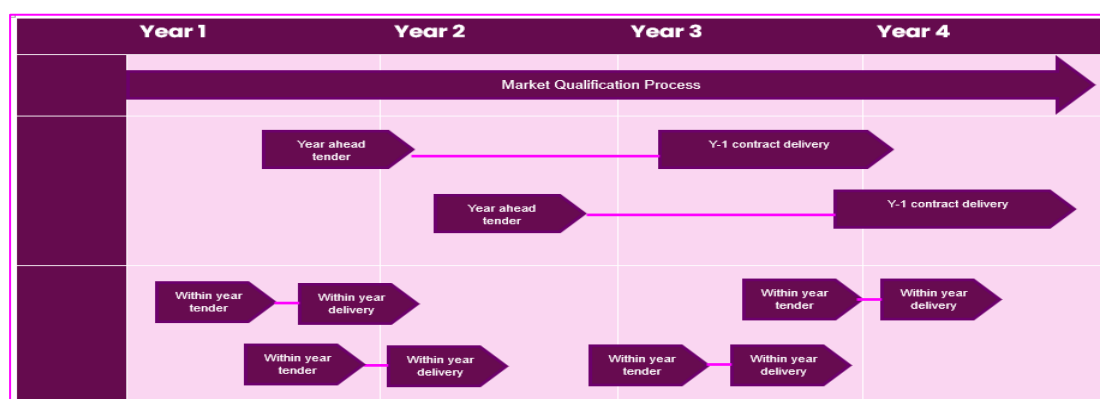 Year 1 Year 2 Year 3 Year 4
Market Qualification Process
Year ahead
tender
Y-1 contract delivery
Year ahead
tender
Y-1 contract delivery
Within year
tender
Within year
delivery
Within year
tender
Within year
delivery
Within year
tender
Within year
delivery
Within year
tender
Within year
delivery